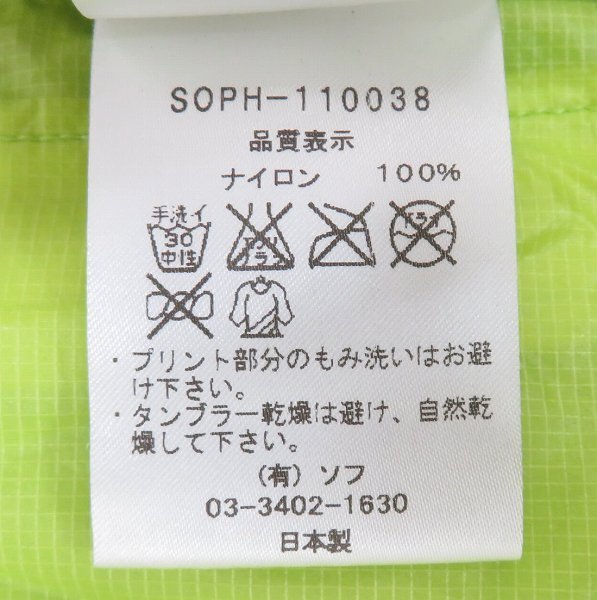 SOPH-110038
品質表示
ナイロン 100%
手洗イ
30
中性
エンソ
サラシ
ドライ
・プリント部分のもみ洗いはお避
け下さい。
・タンブラー乾燥は避け、自然乾
燥して下さい。
(有)ソフ
03-3402-1630
日本製